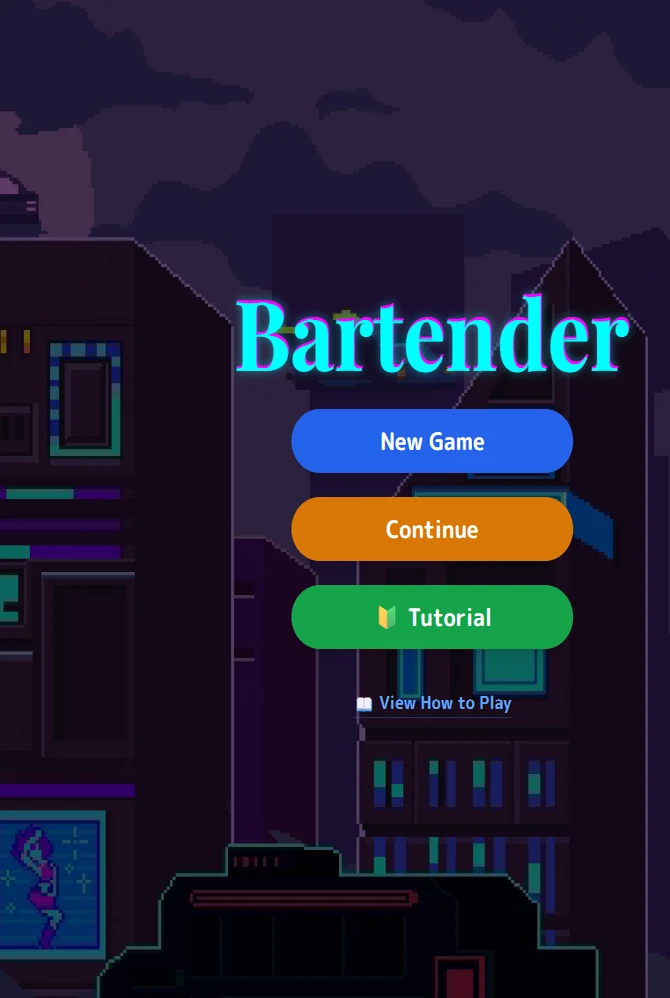 Bartender
New Game
Continue
🔰 Tutorial
📖 View How to Play